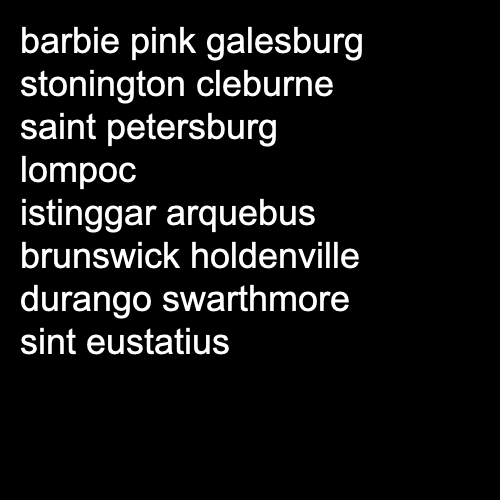 barbie pink galesburg
stonington cleburne
saint petersburg
lompoc
istinggar arquebus
brunswick holdenville
durango swarthmore
sint eustatius